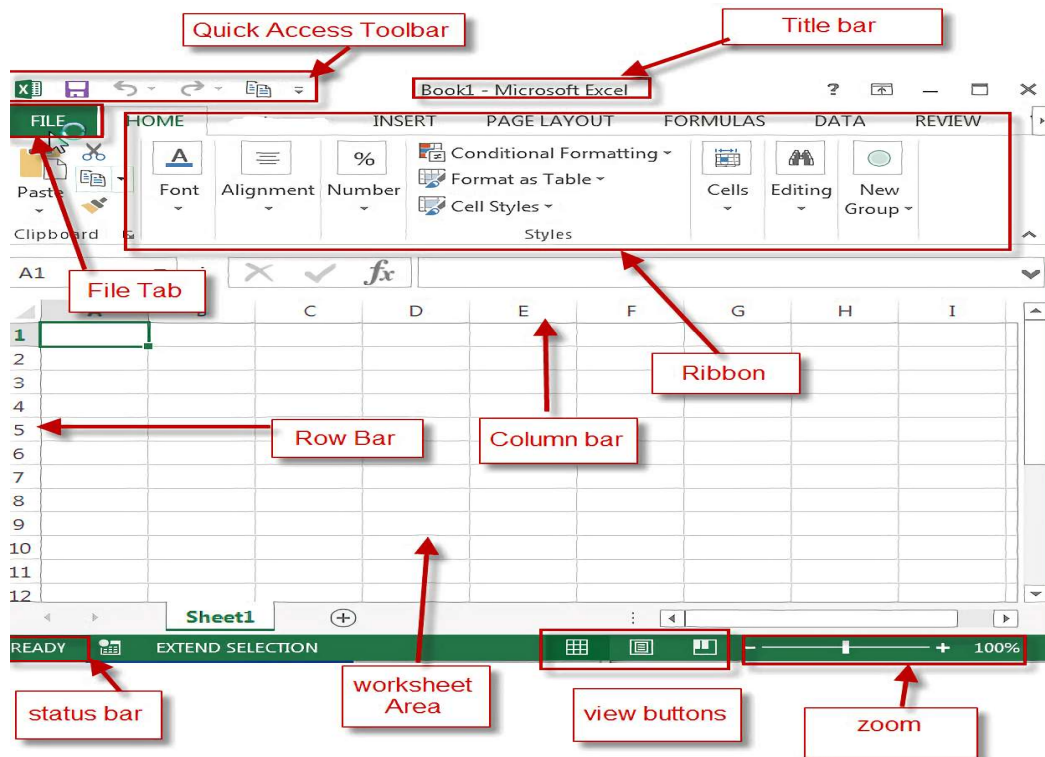 Quick Access Toolbar
Title bar
Book1 - Microsoft Excel
?
FILE HOME INSERT PAGE LAYOUT FORMULAS DATA REVIEW
Paste
Clipboard
A
Font
Alignment
%
Number
Conditional Formatting
Format as Table
Cell Styles
Styles
Cells
Editing
New
Group
A1
fx
File Tab
C D E F G H I
Ribbon
1
2
3
4
5
6
7
8
9
10
11
12
Row Bar
Column bar
Sheet1
READY EXTEND SELECTION 100%
status bar
worksheet
Area
view buttons
zoom